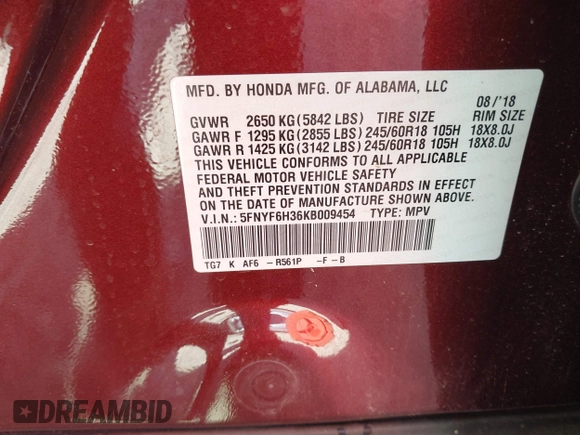 MFD. BY HONDA MFG. OF ALABAMA, LLC
08/'18
GVWR 2650 KG (5842 LBS) TIRE SIZE RIM SIZE
GAWR F 1295 KG (2855 LBS) 245/60R18 105H 18X8.0J
GAWR R 1425 KG (3142 LBS) 245/60R18 105H 18X8.0J
THIS VEHICLE CONFORMS TO ALL APPLICABLE
FEDERAL MOTOR VEHICLE SAFETY
AND THEFT PREVENTION STANDARDS IN EFFECT
ON THE DATE OF MANUFACTURE SHOWN ABOVE.
V.I.N.: 5FNYF6H36KB009454 TYPE: MPV
TG7 K AF6 -R561P -F-B
DREAMBID